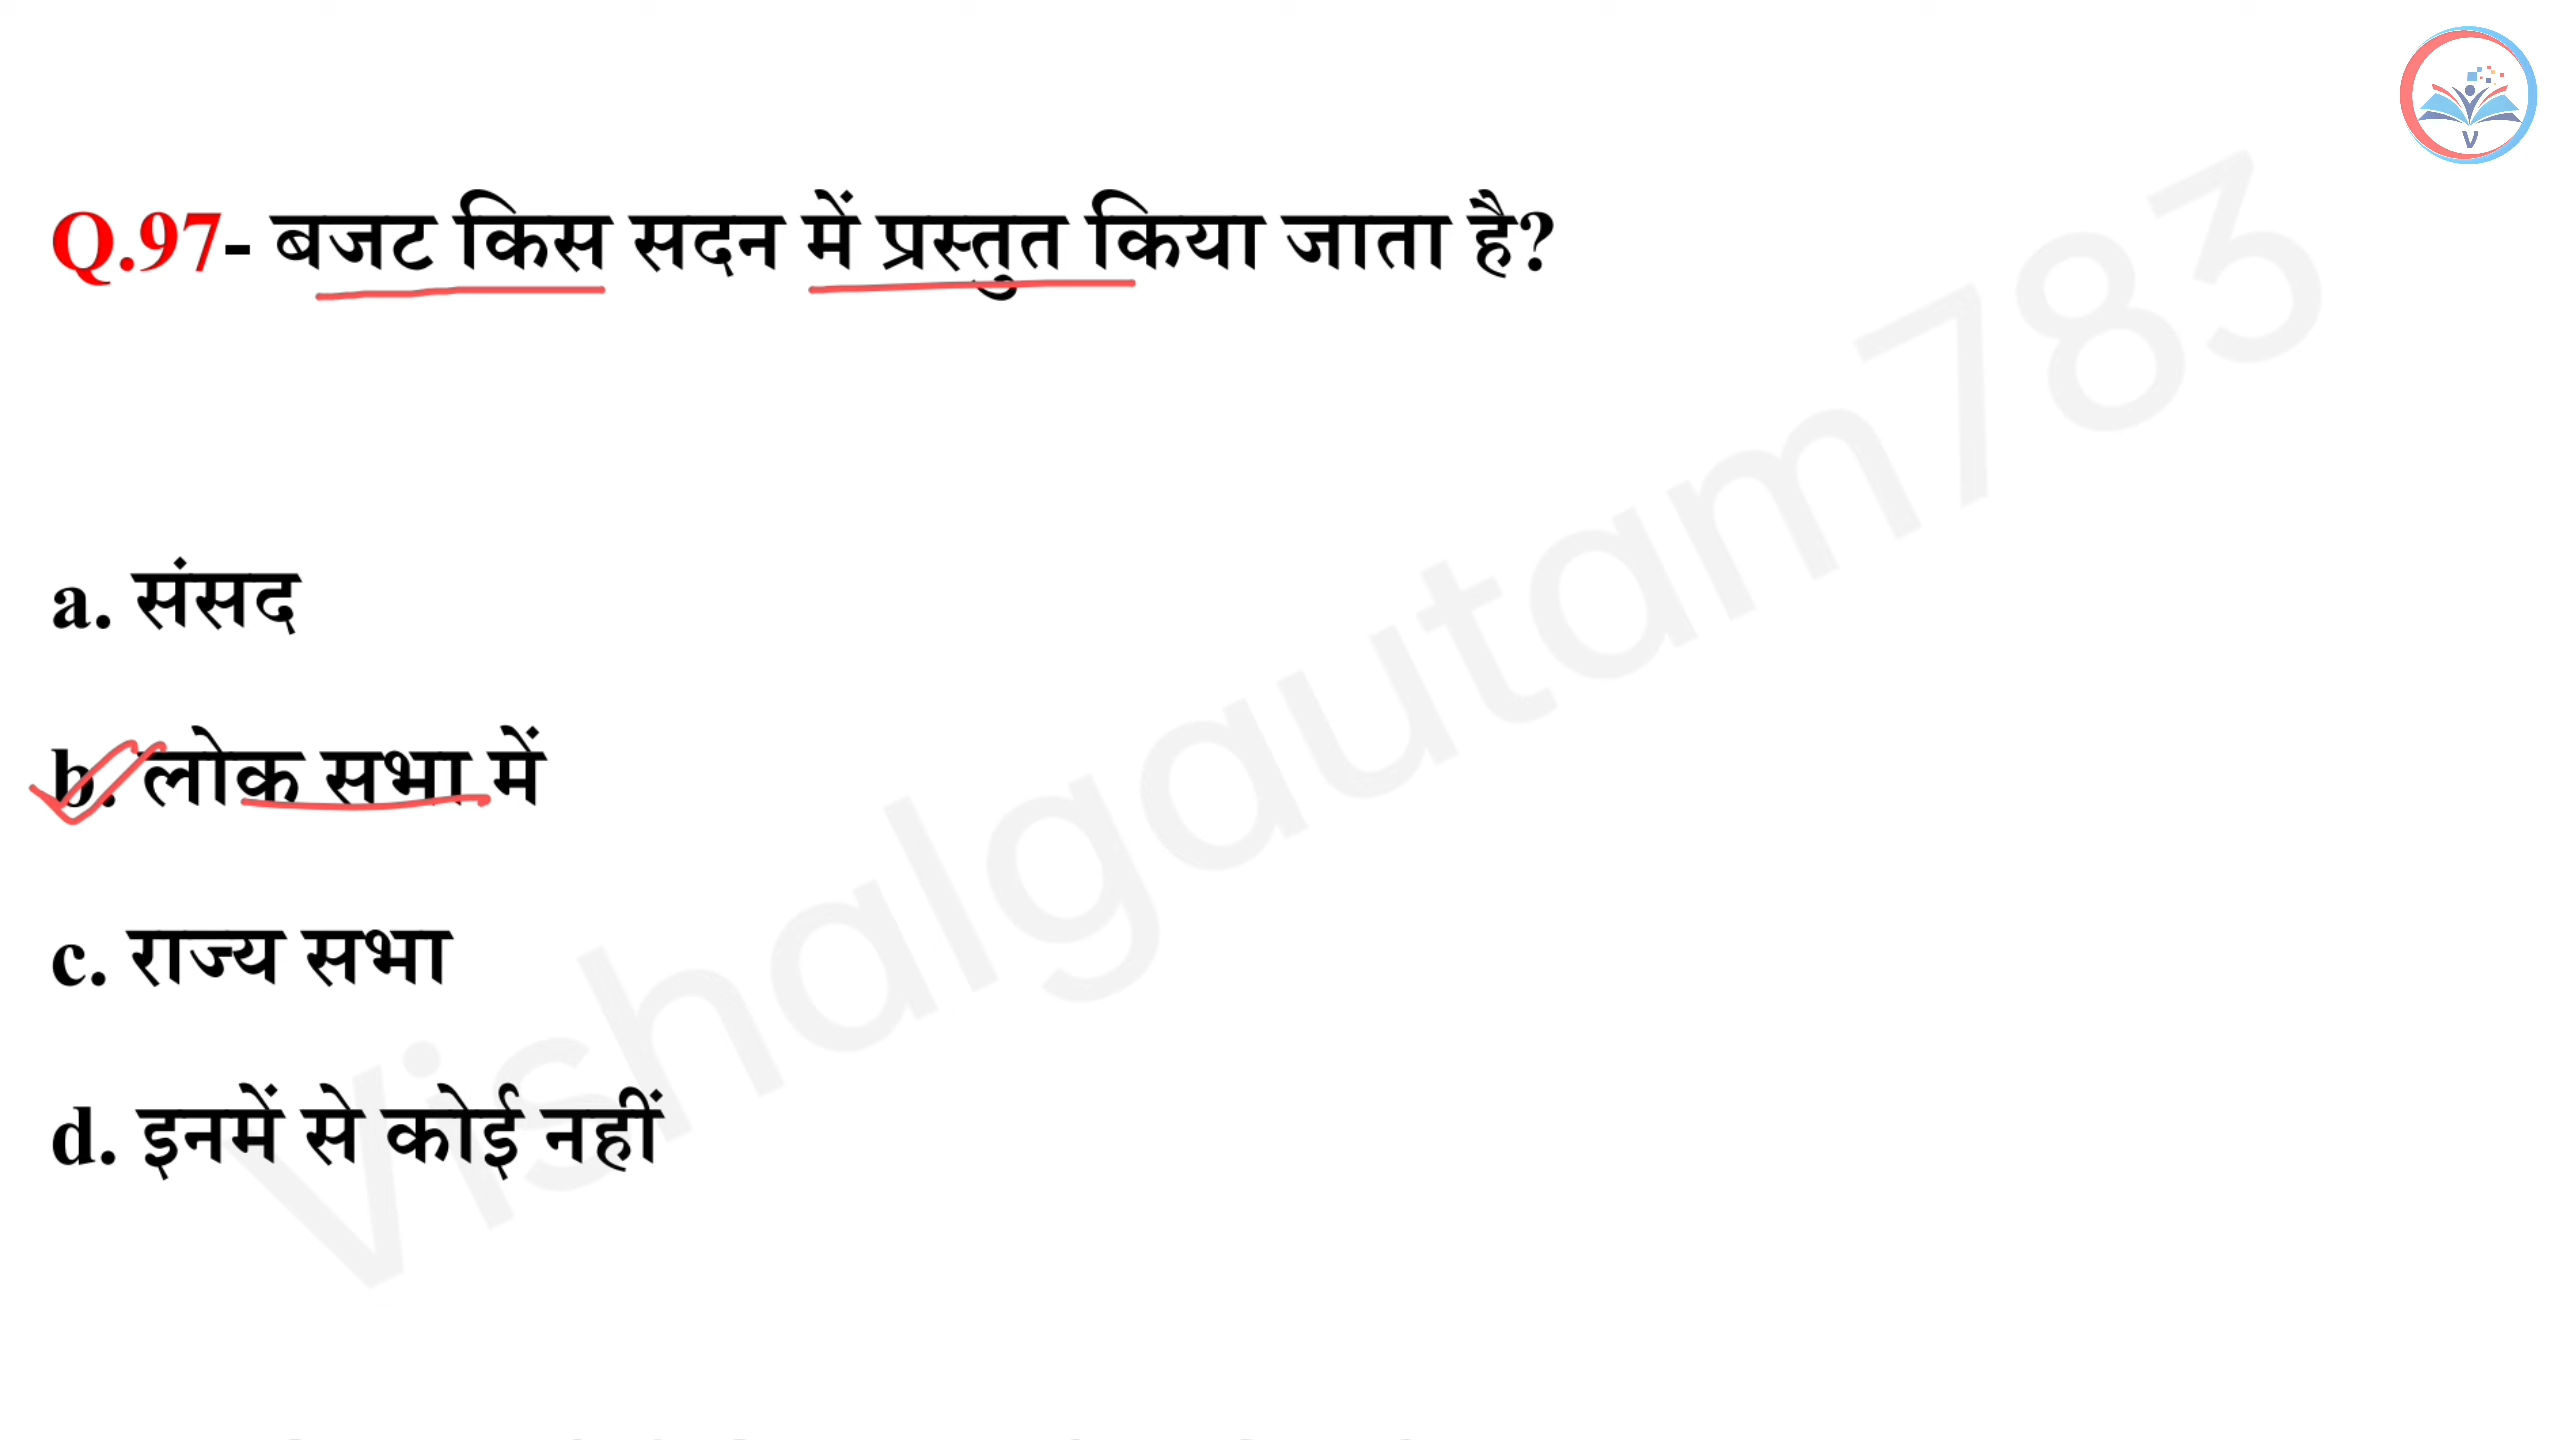 Q.97- बजट किस सदन में प्रस्तुत किया जाता है?
a. संसद
b. लोक सभा में
c. राज्य सभा
d. इनमें से कोई नहीं
Vishalgautam783
V